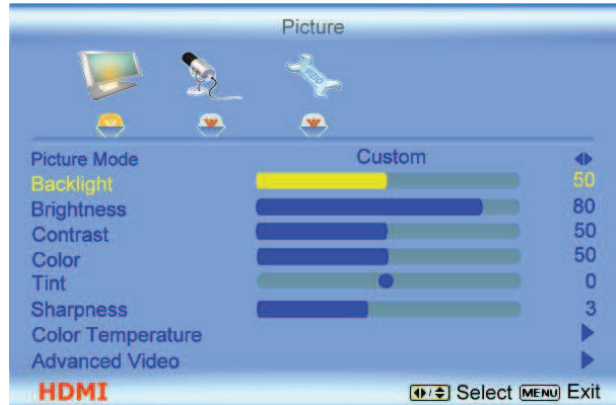 Picture
VIZIO
Picture Mode Custom
Backlight 50
Brightness 80
Contrast 50
Color 50
Tint 0
Sharpness 3
Color Temperature
Advanced Video
HDMI / Select MENU Exit